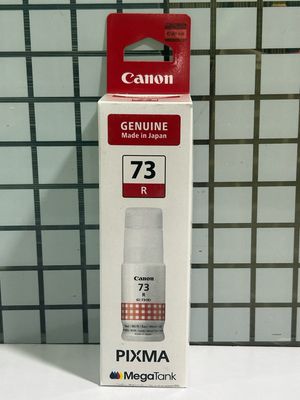 Canon
GENUINE
Made in Japan
73
R
Canon
73
R
PIXMA
MegaTank